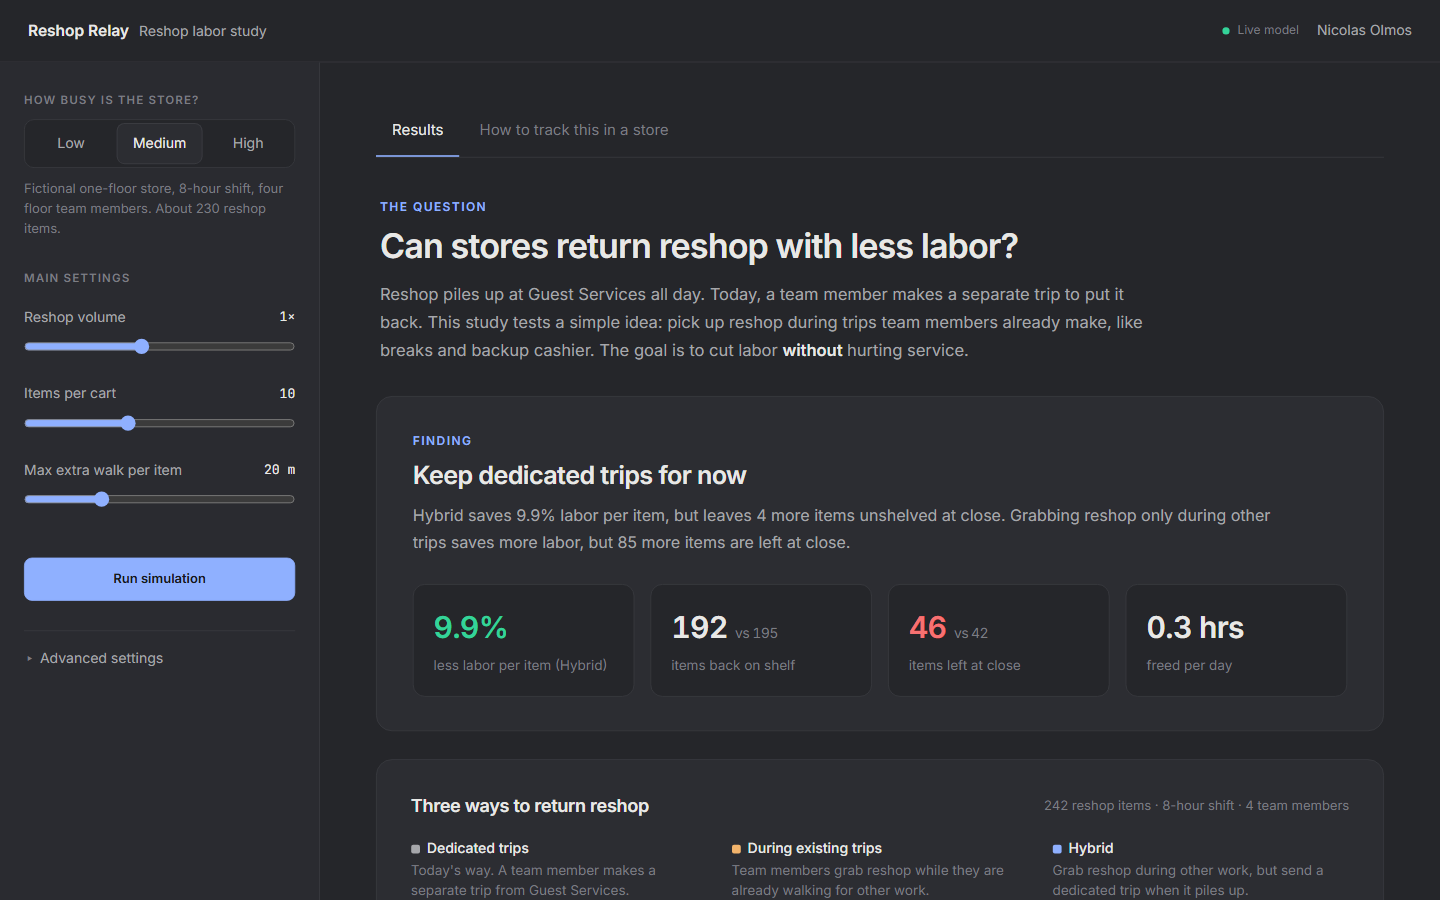 Reshop Relay Reshop labor study
Live model Nicolas Olmos
HOW BUSY IS THE STORE?
Low Medium High
Fictional one-floor store, 8-hour shift, four
floor team members. About 230 reshop
items.
MAIN SETTINGS
Reshop volume 1×
Items per cart 10
Max extra walk per item 20 m
Run simulation
Advanced settings
Results How to track this in a store
THE QUESTION
Can stores return reshop with less labor?
Reshop piles up at Guest Services all day. Today, a team member makes a separate trip to put it
back. This study tests a simple idea: pick up reshop during trips team members already make, like
breaks and backup cashier. The goal is to cut labor without hurting service.
FINDING
Keep dedicated trips for now
Hybrid saves 9.9% labor per item, but leaves 4 more items unshelved at close. Grabbing reshop only during other
trips saves more labor, but 85 more items are left at close.
9.9%
less labor per item (Hybrid)
192 vs 195
items back on shelf
46 vs 42
items left at close
0.3 hrs
freed per day
Three ways to return reshop
242 reshop items · 8-hour shift · 4 team members
Dedicated trips
Today's way. A team member makes a
separate trip from Guest Services.
During existing trips
Team members grab reshop while they are
already walking for other work.
Hybrid
Grab reshop during other work, but send a
dedicated trip when it piles up.